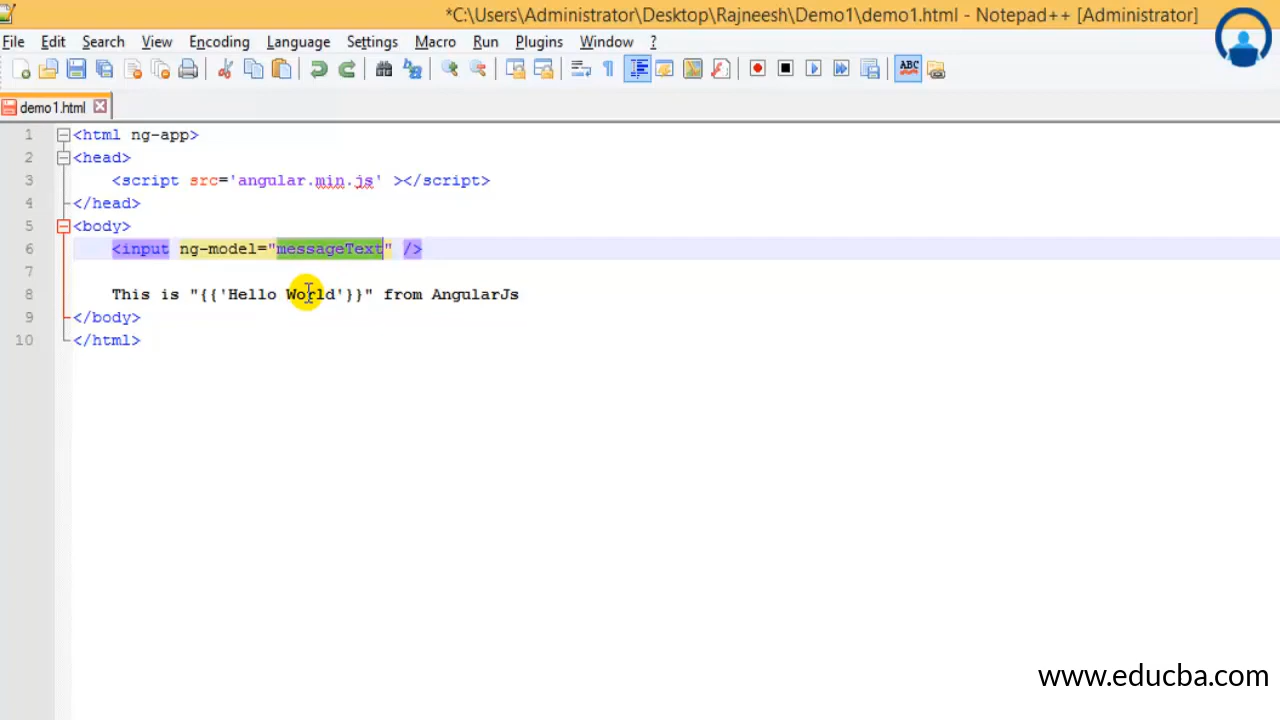 *C:\Users\Administrator\Desktop\Rajneesh\Demo1\demo1.html - Notepad++ [Administrator]
File Edit Search View Encoding Language Settings Macro Run Plugins Window ?
ABC
demo1.html
1 <html ng-app>
2 <head>
3 <script src='angular.min.js' ></script>
4 </head>
5 <body>
6 <input ng-model="messageText" />
7
8 This is "{{'Hello World'}}" from AngularJs
9 </body>
10 </html>
www.educba.com